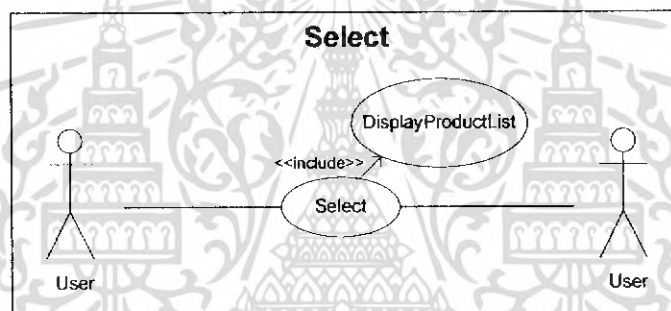 Select
DisplayProductList
<<include>>
Select
User
User